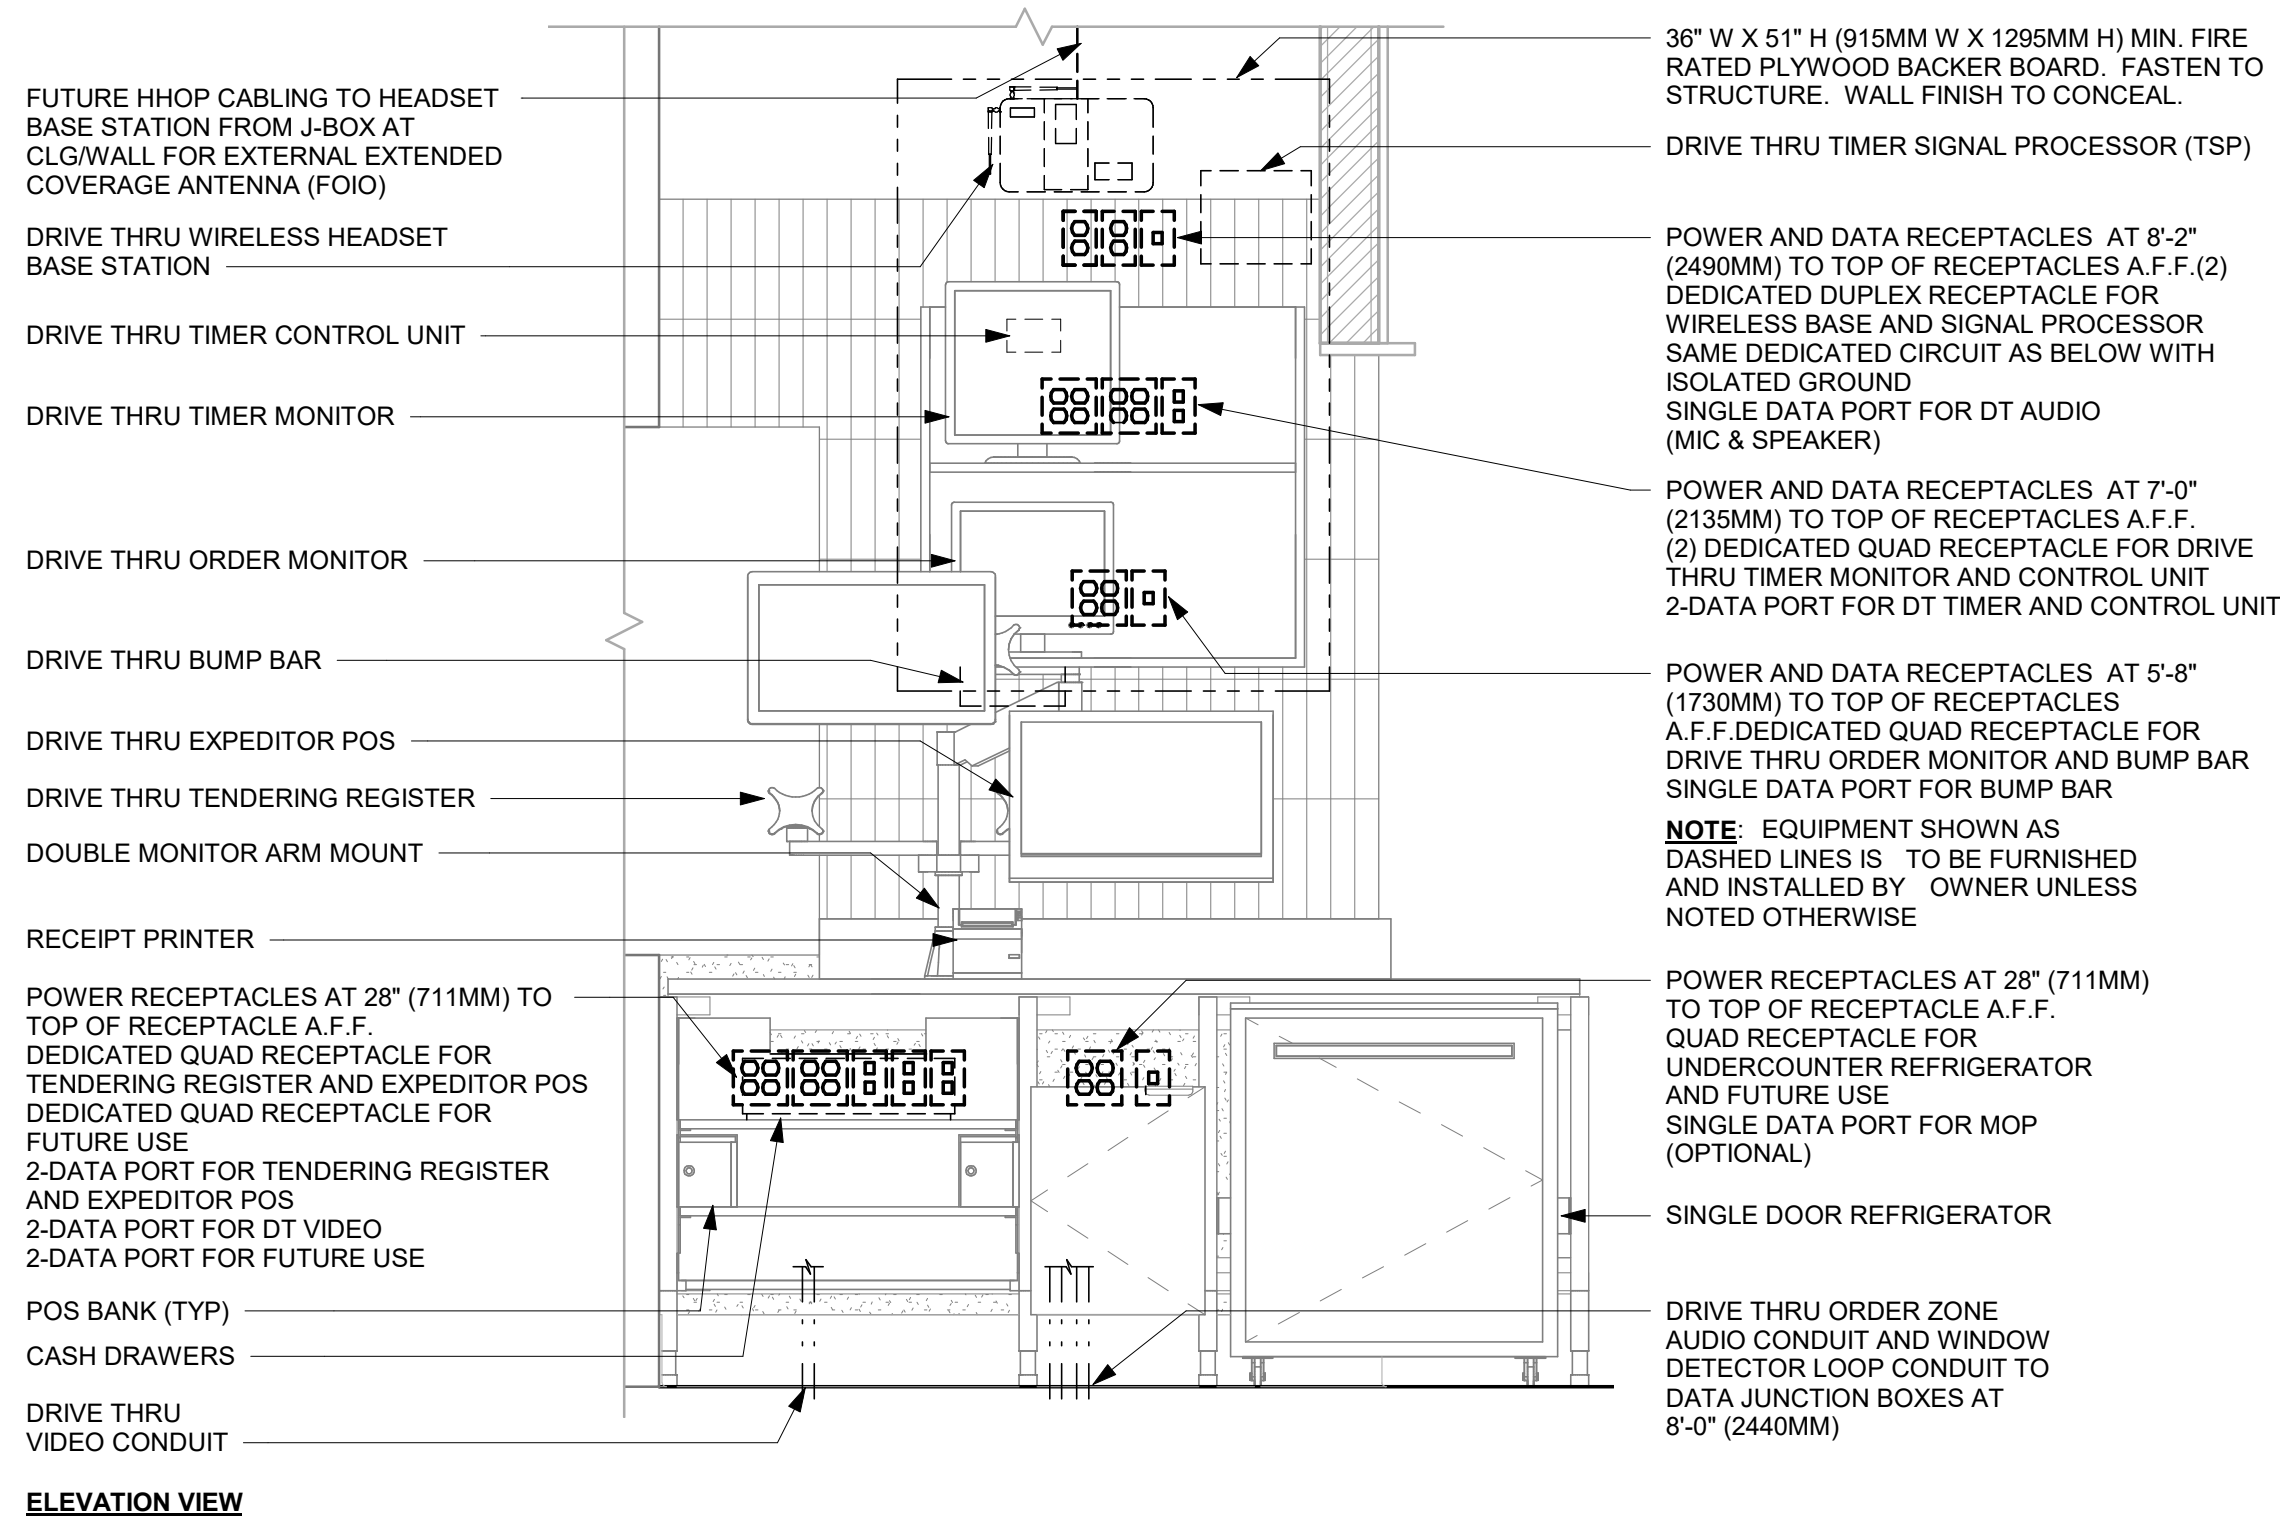 FUTURE HHOP CABLING TO HEADSET
BASE STATION FROM J-BOX AT
CLG/WALL FOR EXTERNAL EXTENDED
COVERAGE ANTENNA (FOIO)
DRIVE THRU WIRELESS HEADSET
BASE STATION
DRIVE THRU TIMER CONTROL UNIT
DRIVE THRU TIMER MONITOR
DRIVE THRU ORDER MONITOR
DRIVE THRU BUMP BAR
DRIVE THRU EXPEDITOR POS
DRIVE THRU TENDERING REGISTER
DOUBLE MONITOR ARM MOUNT
RECEIPT PRINTER
POWER RECEPTACLES AT 28" (711MM) TO
TOP OF RECEPTACLE A.F.F.
DEDICATED QUAD RECEPTACLE FOR
TENDERING REGISTER AND EXPEDITOR POS
DEDICATED QUAD RECEPTACLE FOR
FUTURE USE
2-DATA PORT FOR TENDERING REGISTER
AND EXPEDITOR POS
2-DATA PORT FOR DT VIDEO
2-DATA PORT FOR FUTURE USE
POS BANK (TYP)
CASH DRAWERS
DRIVE THRU
VIDEO CONDUIT
ELEVATION VIEW
36" W X 51" H (915MM W X 1295MM H) MIN. FIRE
RATED PLYWOOD BACKER BOARD. FASTEN TO
STRUCTURE. WALL FINISH TO CONCEAL.
DRIVE THRU TIMER SIGNAL PROCESSOR (TSP)
POWER AND DATA RECEPTACLES AT 8'-2"
(2490MM) TO TOP OF RECEPTACLES A.F.F.(2)
DEDICATED DUPLEX RECEPTACLE FOR
WIRELESS BASE AND SIGNAL PROCESSOR
SAME DEDICATED CIRCUIT AS BELOW WITH
ISOLATED GROUND
SINGLE DATA PORT FOR DT AUDIO
(MIC & SPEAKER)
POWER AND DATA RECEPTACLES AT 7'-0"
(2135MM) TO TOP OF RECEPTACLES A.F.F.
(2) DEDICATED QUAD RECEPTACLE FOR DRIVE
THRU TIMER MONITOR AND CONTROL UNIT
2-DATA PORT FOR DT TIMER AND CONTROL UNIT
POWER AND DATA RECEPTACLES AT 5'-8"
(1730MM) TO TOP OF RECEPTACLES
A.F.F.DEDICATED QUAD RECEPTACLE FOR
DRIVE THRU ORDER MONITOR AND BUMP BAR
SINGLE DATA PORT FOR BUMP BAR
NOTE: EQUIPMENT SHOWN AS
DASHED LINES IS TO BE FURNISHED
AND INSTALLED BY OWNER UNLESS
NOTED OTHERWISE
POWER RECEPTACLES AT 28" (711MM)
TO TOP OF RECEPTACLE A.F.F.
QUAD RECEPTACLE FOR
UNDERCOUNTER REFRIGERATOR
AND FUTURE USE
SINGLE DATA PORT FOR MOP
(OPTIONAL)
SINGLE DOOR REFRIGERATOR
DRIVE THRU ORDER ZONE
AUDIO CONDUIT AND WINDOW
DETECTOR LOOP CONDUIT TO
DATA JUNCTION BOXES AT
8'-0" (2440MM)